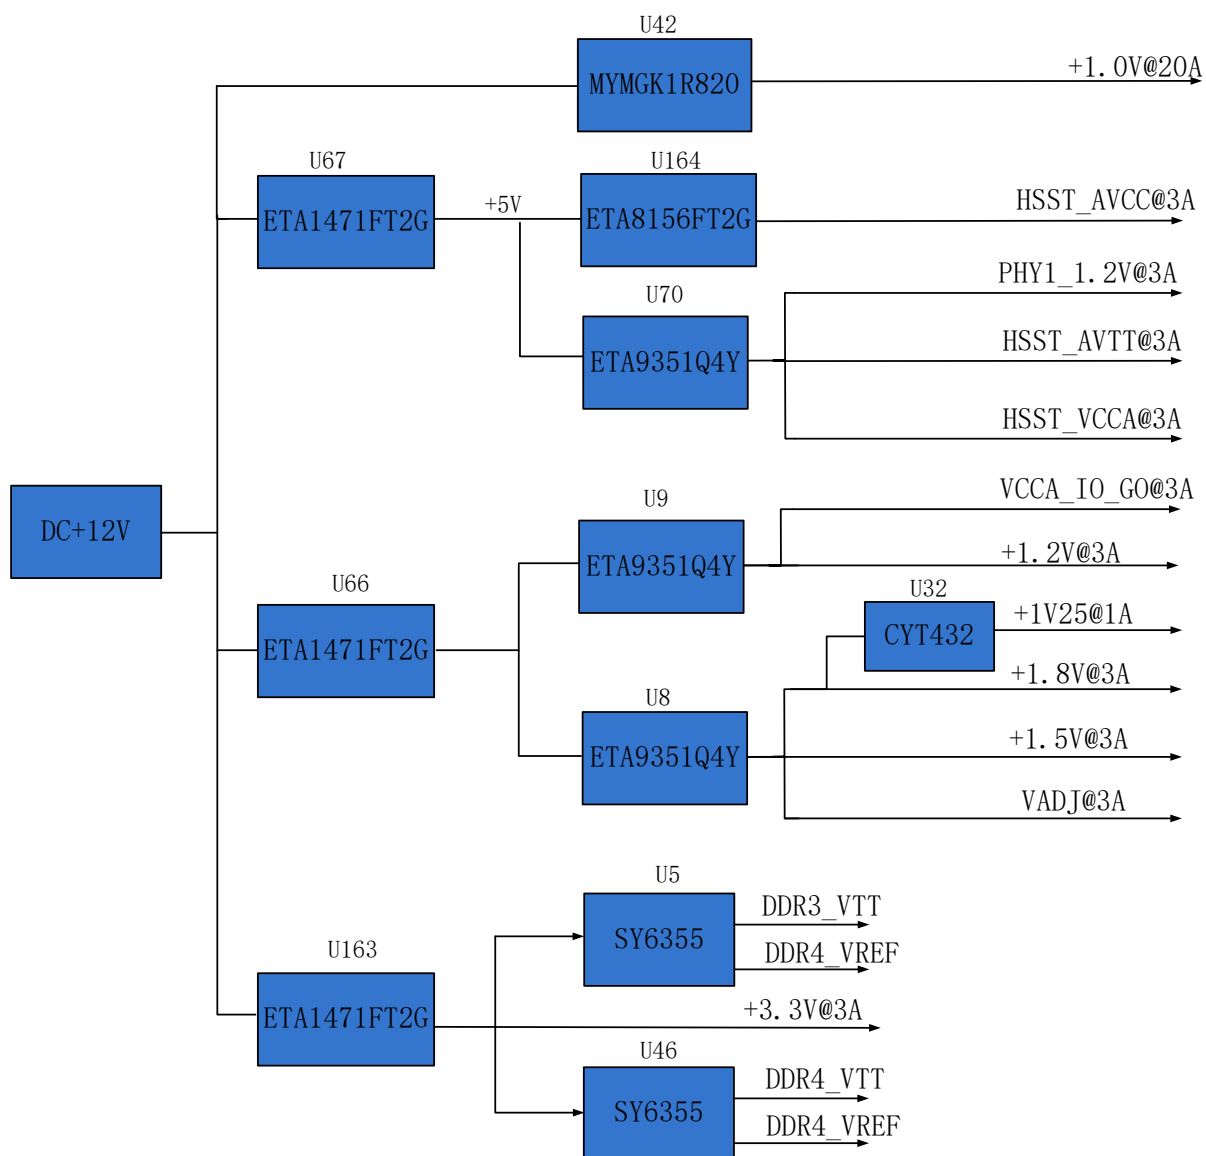 U42
MYMGK1R820
+1.0V@20A
U67
ETA1471FT2G
+5V
U164
ETA8156FT2G
HSST_AVCC@3A
U70
ETA9351Q4Y
PHY1_1.2V@3A
HSST_AVTT@3A
HSST_VCCA@3A
DC+12V
U66
ETA1471FT2G
U9
ETA9351Q4Y
VCCA_IO_GO@3A
+1.2V@3A
U32
CYT432
+1V25@1A
+1.8V@3A
U8
ETA9351Q4Y
+1.5V@3A
VADJ@3A
U163
ETA1471FT2G
U5
SY6355
DDR3_VTT
DDR4_VREF
+3.3V@3A
U46
SY6355
DDR4_VTT
DDR4_VREF